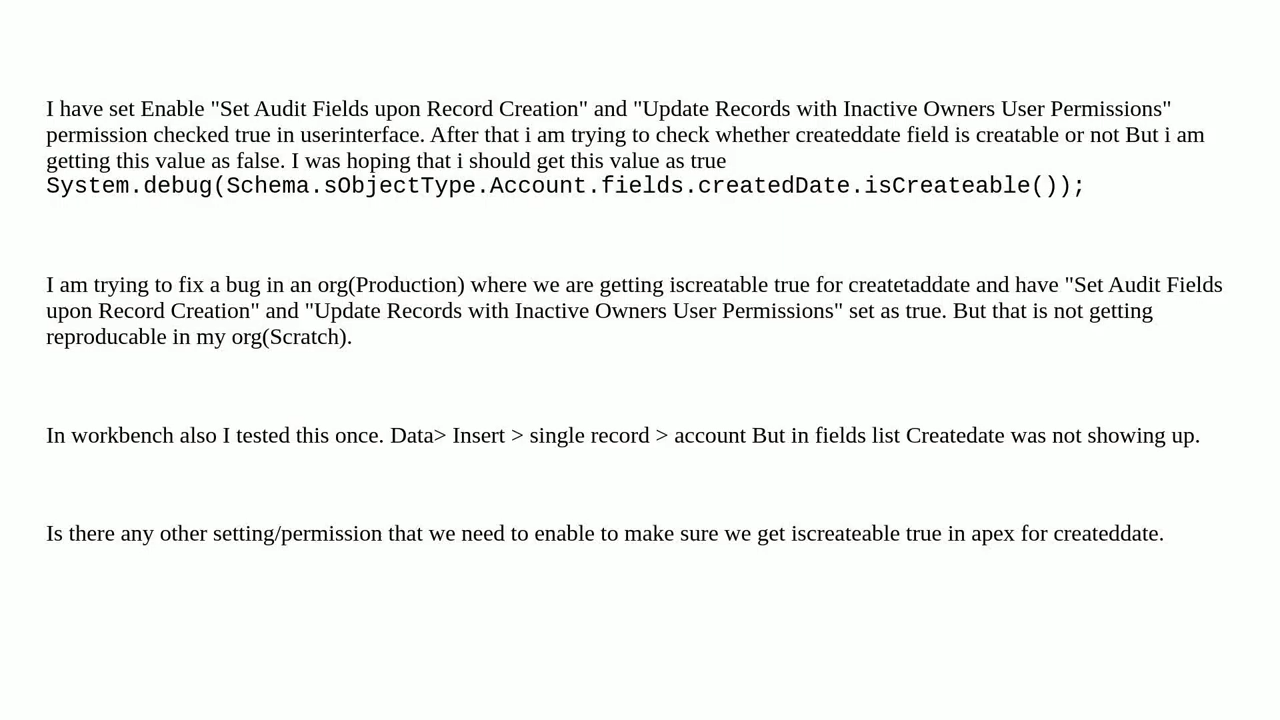 I have set Enable "Set Audit Fields upon Record Creation" and "Update Records with Inactive Owners User Permissions"
permission checked true in userinterface. After that i am trying to check whether createddate field is creatable or not But i am
getting this value as false. I was hoping that i should get this value as true
System.debug(Schema.sObjectType.Account.fields.createdDate.isCreateable());
I am trying to fix a bug in an org(Production) where we are getting iscreatable true for createtaddate and have "Set Audit Fields
upon Record Creation" and "Update Records with Inactive Owners User Permissions" set as true. But that is not getting
reproducable in my org(Scratch).
In workbench also I tested this once. Data> Insert > single record > account But in fields list Createdate was not showing up.
Is there any other setting/permission that we need to enable to make sure we get iscreateable true in apex for createddate.